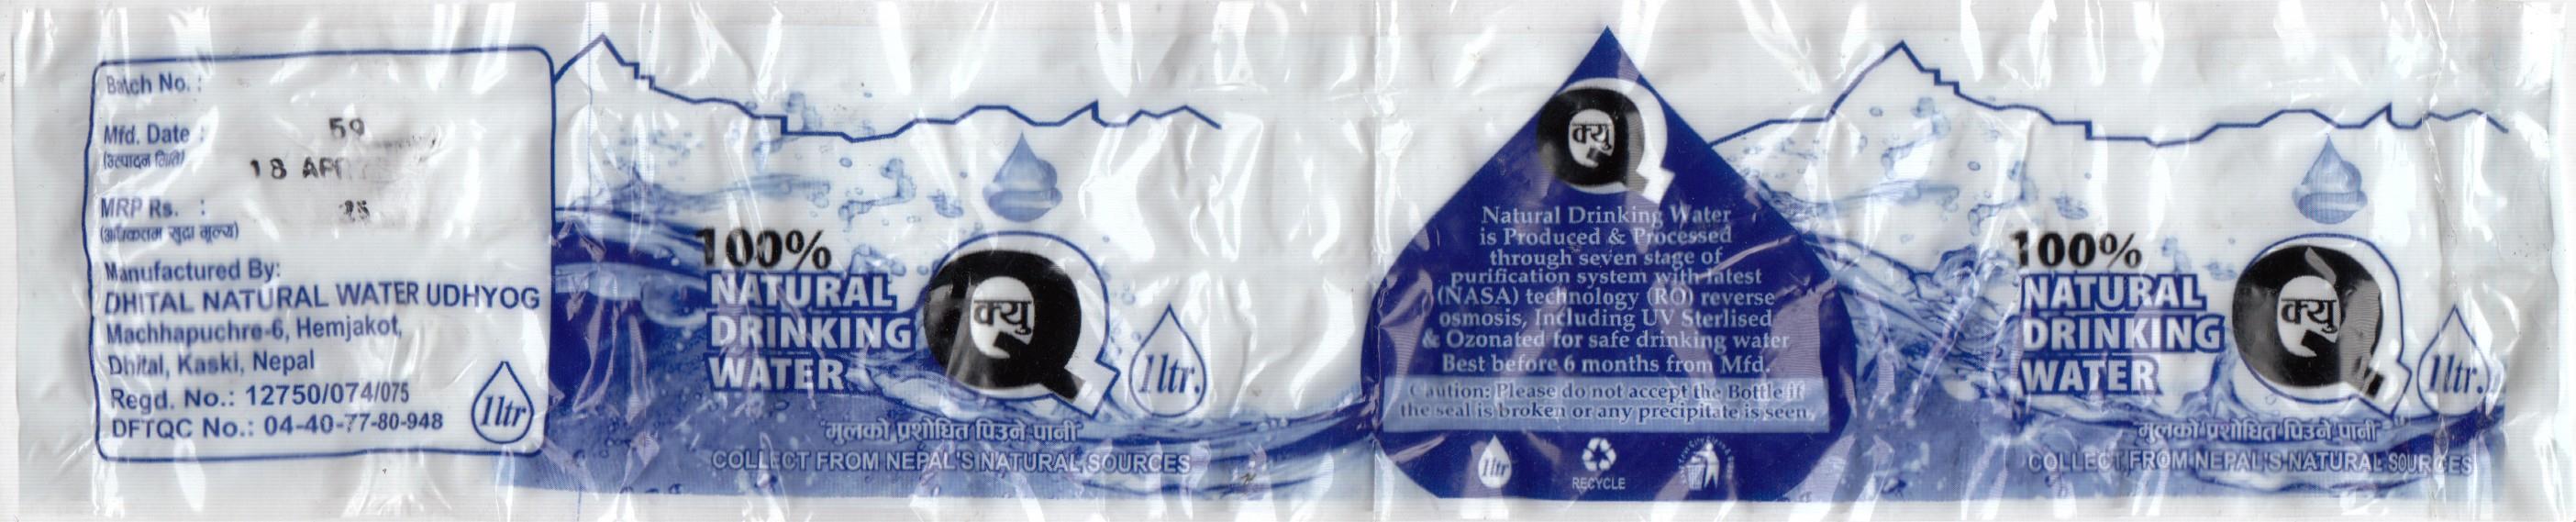 Batch No. :
59
Mfd. Date :
(उत्पादन मिति)
18 APR
MRP Rs. :
25
(अधिकतम खुद्रा मूल्य)
Manufactured By:
DHITAL NATURAL WATER UDHYOG
Machhapuchre-6, Hemjakot,
Dhital, Kaski, Nepal
Regd. No.: 12750/074/075
DFTQC No.: 04-40-77-80-948
1ltr
100%
NATURAL
DRINKING
WATER
Q
क्यु
1ltr.
"मुलको प्रशोधित पिउने पानी"
COLLECT FROM NEPAL'S NATURAL SOURCES
Q
क्यु
Natural Drinking Water
is Produced & Processed
through seven stage of
purification system with latest
(NASA) technology (RO) reverse
osmosis, Including UV Sterlised
& Ozonated for safe drinking water
Best before 6 months from Mfd.
Caution: Please do not accept the Bottle if
the seal is broken or any precipitate is seen.
1ltr
RECYCLE
100%
NATURAL
DRINKING
WATER
Q
क्यु
1ltr.
"मुलको प्रशोधित पिउने पानी"
COLLECT FROM NEPAL'S NATURAL SOURCES